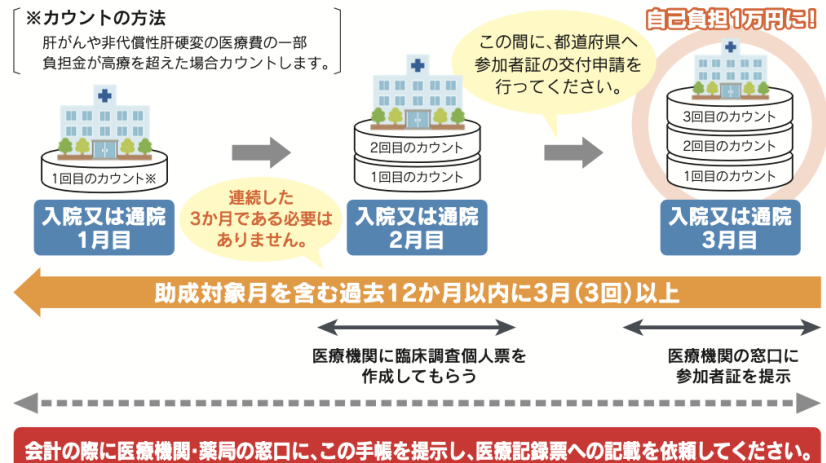 ※カウントの方法
肝がんや非代償性肝硬変の医療費の一部
負担金が高療を超えた場合カウントします。
この間に、都道府県へ
参加者証の交付申請を
行ってください。
自己負担1万円に!
1回目のカウント※
2回目のカウント
1回目のカウント
3回目のカウント
2回目のカウント
1回目のカウント
連続した
3か月である必要は
ありません。
入院又は通院
1月目
入院又は通院
2月目
入院又は通院
3月目
助成対象月を含む過去12か月以内に3月(3回)以上
医療機関に臨床調査個人票を
作成してもらう
医療機関の窓口に
参加者証を提示
会計の際に医療機関・薬局の窓口に、この手帳を提示し、医療記録票への記載を依頼してください。